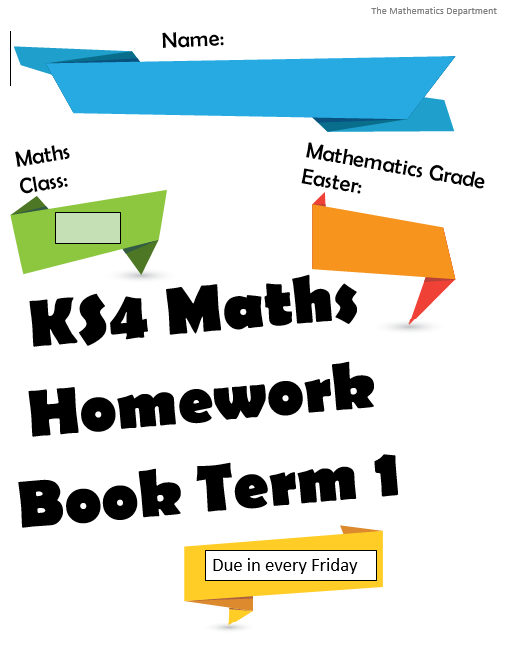 The Mathematics Department
Name:
Maths
Class:
Mathematics Grade
Easter:
KS4 Maths
Homework
Book Term 1
Due in every Friday